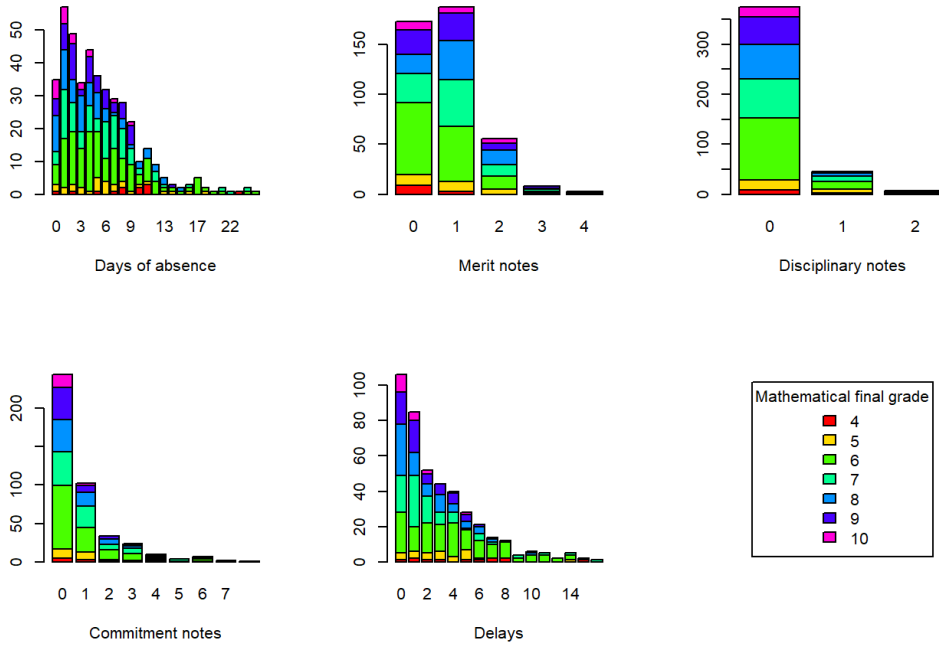 50
40
30
20
10
0
0 3 6 9 13 17 22
Days of absence
150
100
50
0
0 1 2 3 4
Merit notes
300
100
0
0 1 2
Disciplinary notes
200
100
50
0
0 1 2 3 4 5 6 7
Commitment notes
100
80
60
40
20
0
0 2 4 6 8 10 14
Delays
Mathematical final grade
4
5
6
7
8
9
10